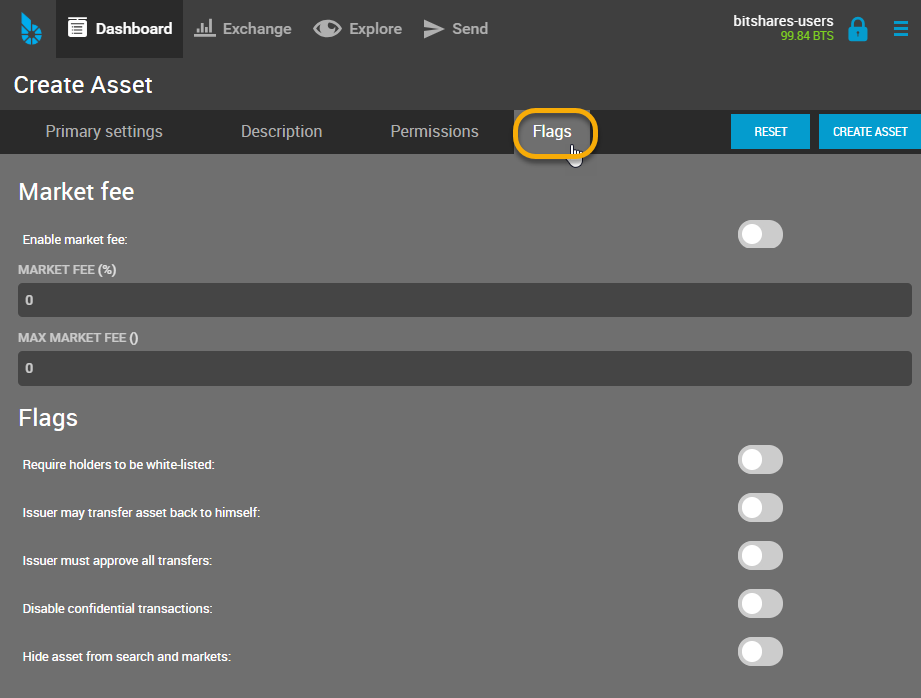 Dashboard Exchange Explore Send
bitshares-users
99.84 BTS
Create Asset
Primary settings Description Permissions Flags RESET CREATE ASSET
Market fee
Enable market fee:
MARKET FEE (%)
0
MAX MARKET FEE ()
0
Flags
Require holders to be white-listed:
Issuer may transfer asset back to himself:
Issuer must approve all transfers:
Disable confidential transactions:
Hide asset from search and markets: